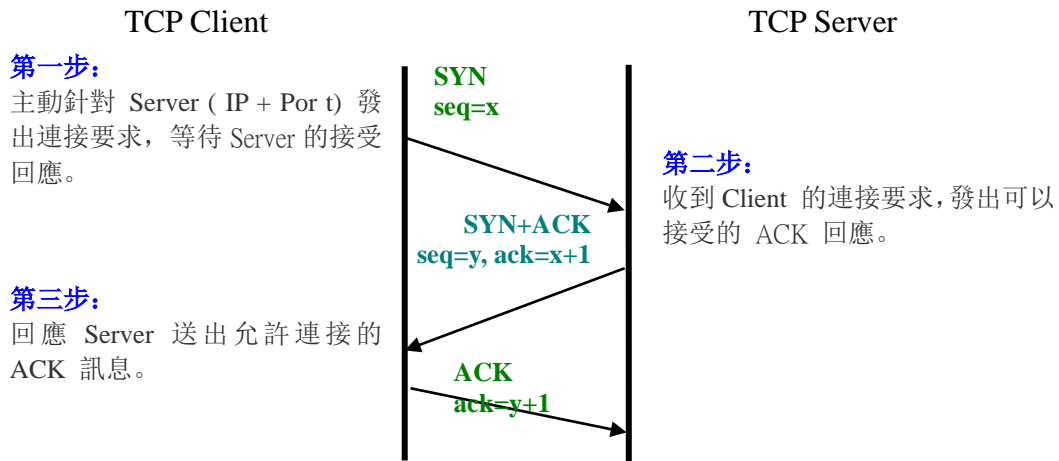 TCP Client
TCP Server
第一步：
主動針對 Server ( IP + Por t) 發
出連接要求，等待 Server 的接受
回應。
SYN
seq=x
第二步：
收到 Client 的連接要求，發出可以
接受的 ACK 回應。
SYN+ACK
seq=y, ack=x+1
第三步：
回應 Server 送出允許連接的
ACK 訊息。
ACK
ack=y+1